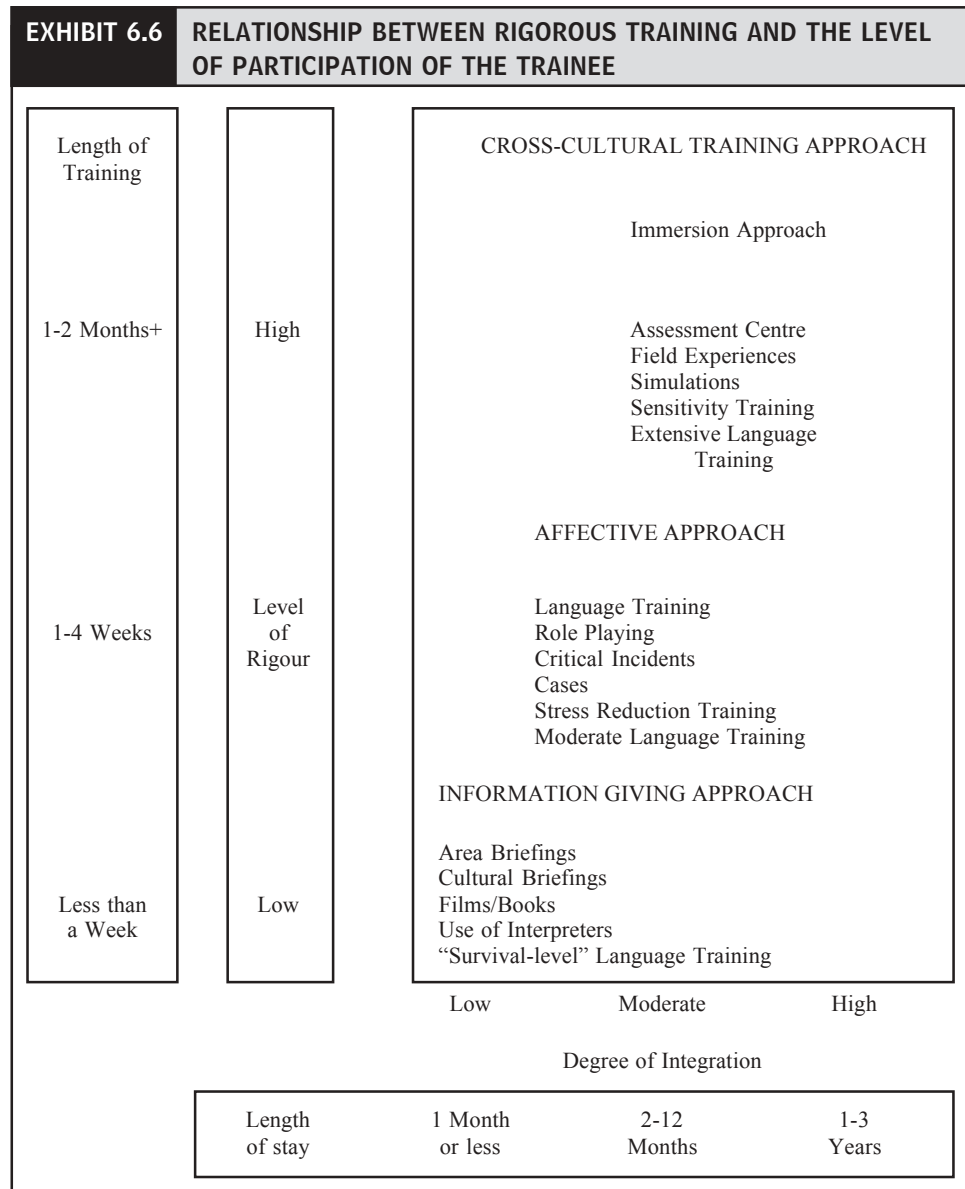 EXHIBIT 6.6
RELATIONSHIP BETWEEN RIGOROUS TRAINING AND THE LEVEL
OF PARTICIPATION OF THE TRAINEE
Length of
Training
1-2 Months+
1-4 Weeks
Less than
a Week
High
Level
of
Rigour
Low
CROSS-CULTURAL TRAINING APPROACH
Immersion Approach
Assessment Centre
Field Experiences
Simulations
Sensitivity Training
Extensive Language
Training
AFFECTIVE APPROACH
Language Training
Role Playing
Critical Incidents
Cases
Stress Reduction Training
Moderate Language Training
INFORMATION GIVING APPROACH
Area Briefings
Cultural Briefings
Films/Books
Use of Interpreters
“Survival-level” Language Training
Low Moderate High
Degree of Integration
Length 1 Month 2-12 1-3
of stay or less Months Years